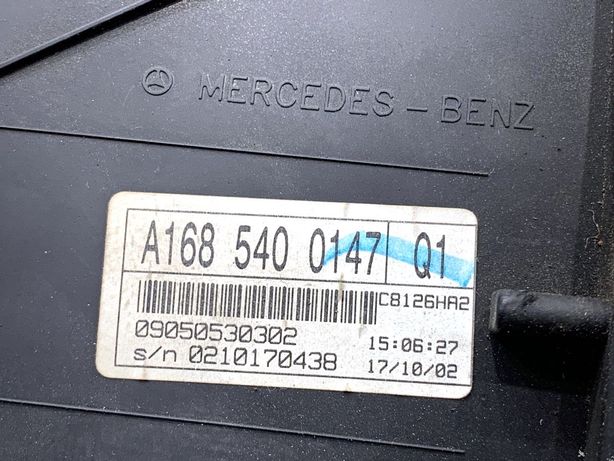 MERCEDES-BENZ
A168 540 0147 Q1
C8126HA2
09050530302 15:06:27
s/n 0210170438 17/10/02